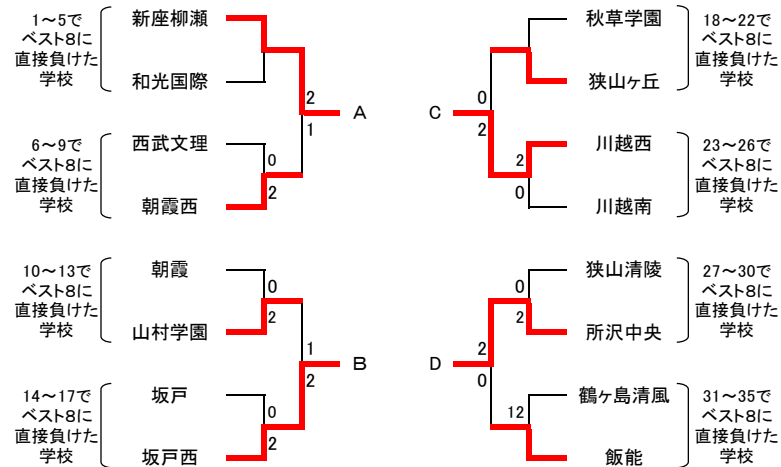 1～5で
ベスト8に
直接負けた
学校
新座柳瀬
和光国際
2
1
A
6～9で
ベスト8に
直接負けた
学校
西武文理
朝霞西
0
2
10～13で
ベスト8に
直接負けた
学校
朝霞
山村学園
0
2
1
2
B
14～17で
ベスト8に
直接負けた
学校
坂戸
坂戸西
0
2
秋草学園
狭山ヶ丘
18～22で
ベスト8に
直接負けた
学校
C
0
2
川越西
川越南
2
0
23～26で
ベスト8に
直接負けた
学校
狭山清陵
所沢中央
0
2
27～30で
ベスト8に
直接負けた
学校
D
2
0
鶴ヶ島清風
飯能
12
31～35で
ベスト8に
直接負けた
学校